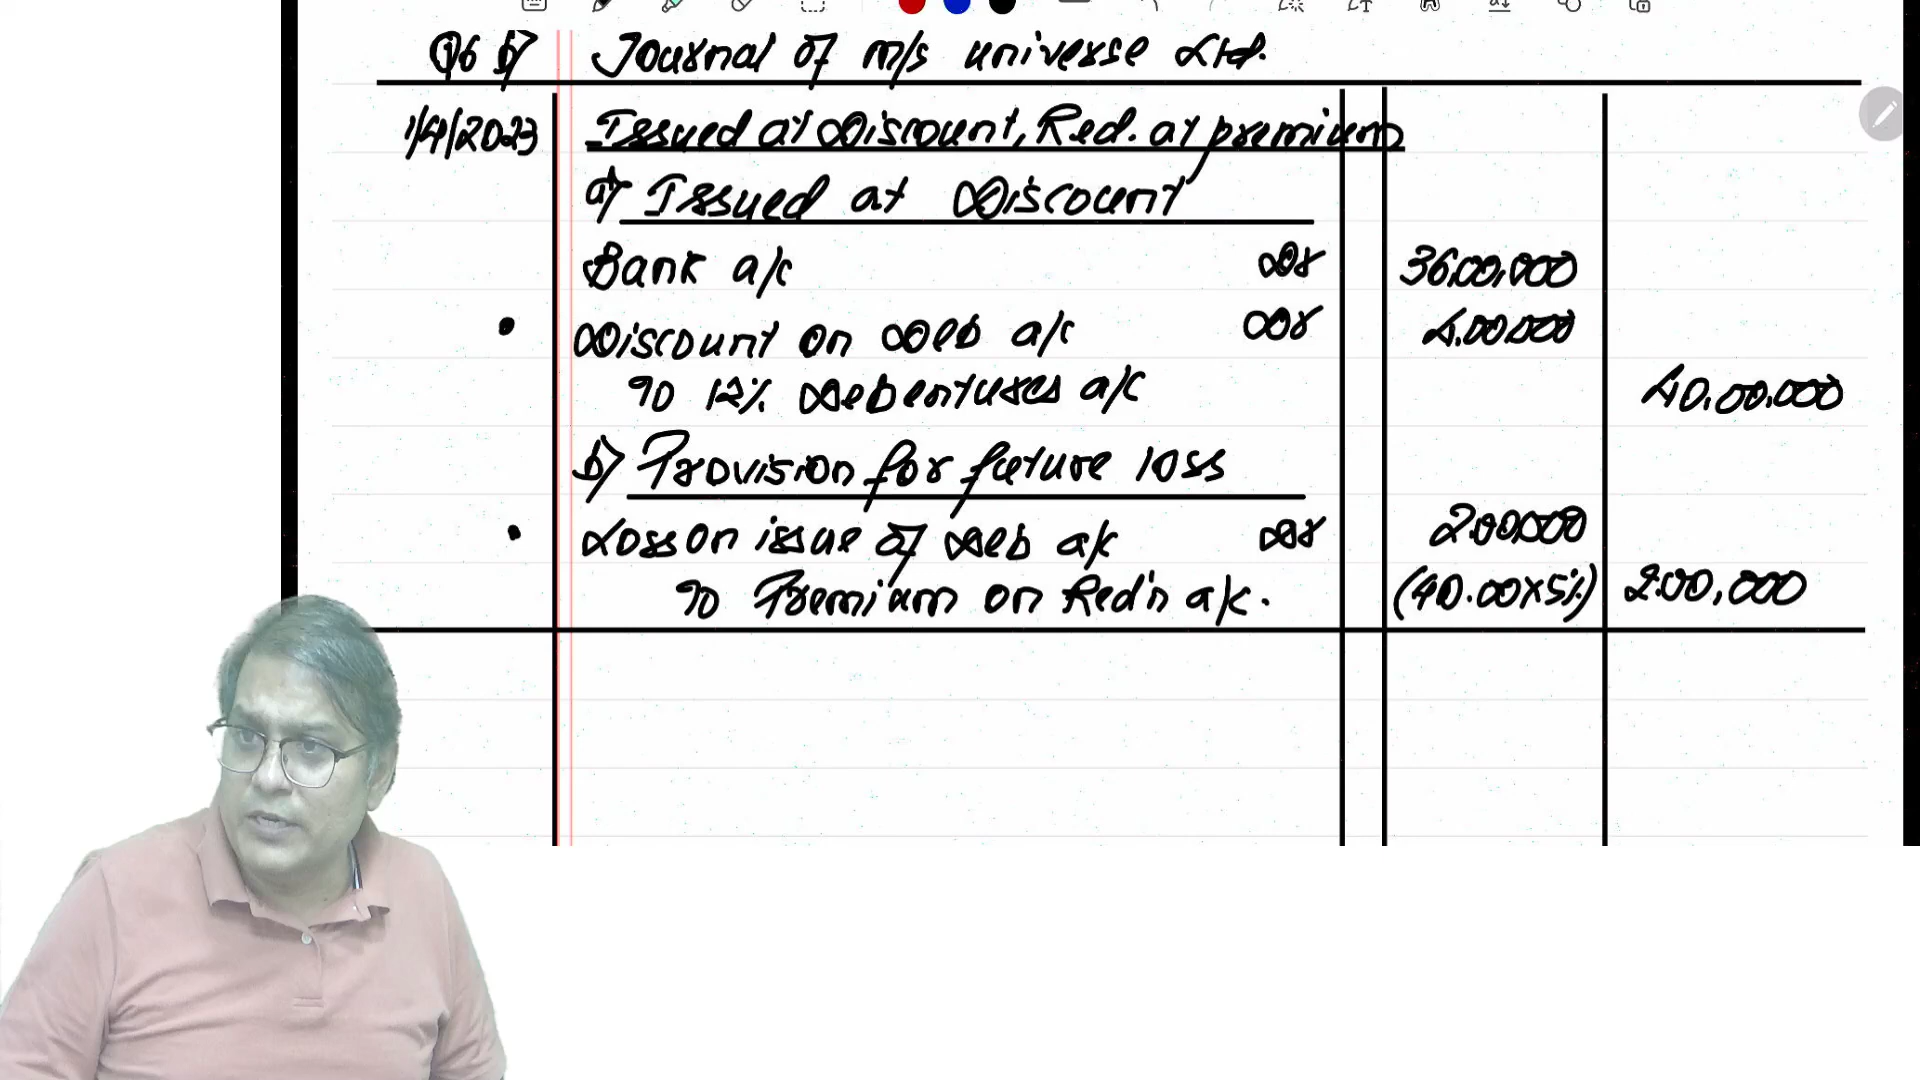 Q6 b) Journal of m/s universe Ltd.
1/4/2023 Issued at Discount, Red. at premium
a) Issued at Discount
Bank a/c Dr 36,00,000
• Discount on Deb a/c Dr 4,00,000
To 12% Debentures a/c 40,00,000
b) Provision for future loss
• Loss on issue of Deb a/c Dr 2,00,000
To Premium on Red'n a/c. (40.00x5%) 2,00,000